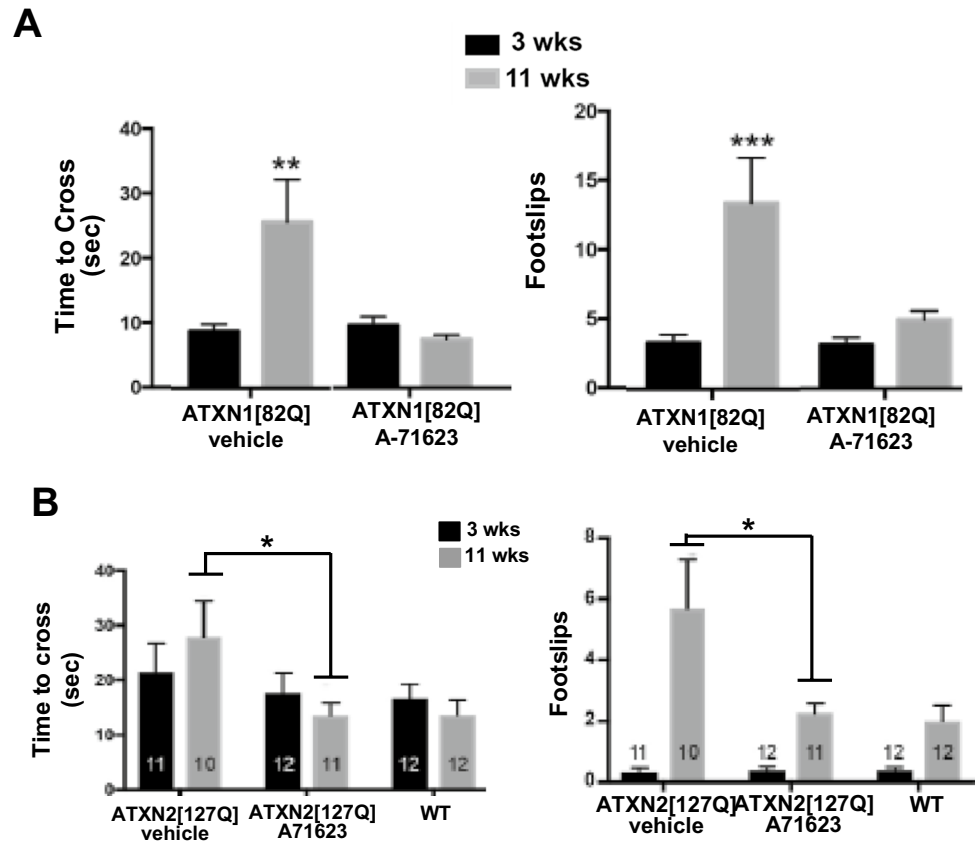 A
3 wks
11 wks
Time to Cross
(sec)
40
30
20
10
0
**
ATXN1[82Q]
vehicle
ATXN1[82Q]
A-71623
Footslips
20
15
10
5
0
***
ATXN1[82Q]
vehicle
ATXN1[82Q]
A-71623
B
3 wks
11 wks
Time to cross
(sec)
40
30
20
10
0
*
11
10
12
11
12
12
ATXN2[127Q]
vehicle
ATXN2[127Q]
A71623
WT
Footslips
8
6
4
2
0
*
11
10
12
11
12
12
ATXN2[127Q]
vehicle
ATXN2[127Q]
A71623
WT